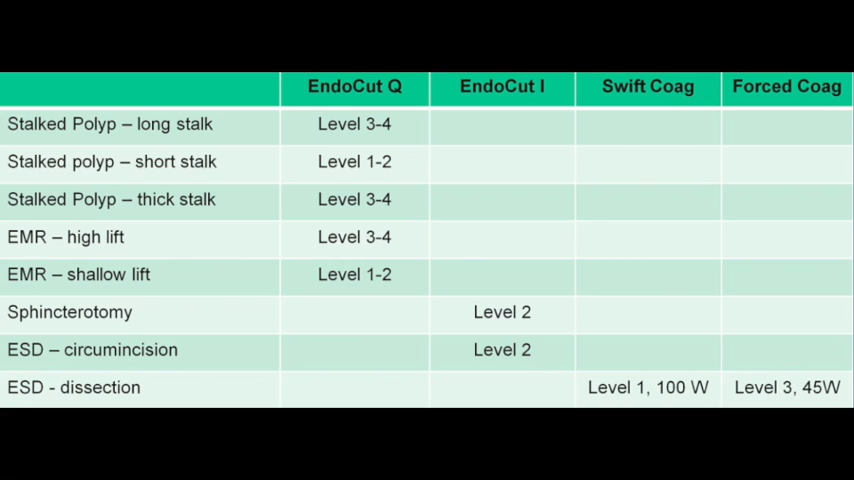 EndoCut Q EndoCut I Swift Coag Forced Coag
Stalked Polyp – long stalk Level 3-4
Stalked polyp – short stalk Level 1-2
Stalked Polyp – thick stalk Level 3-4
EMR – high lift Level 3-4
EMR – shallow lift Level 1-2
Sphincterotomy Level 2
ESD – circumincision Level 2
ESD - dissection Level 1, 100 W Level 3, 45W